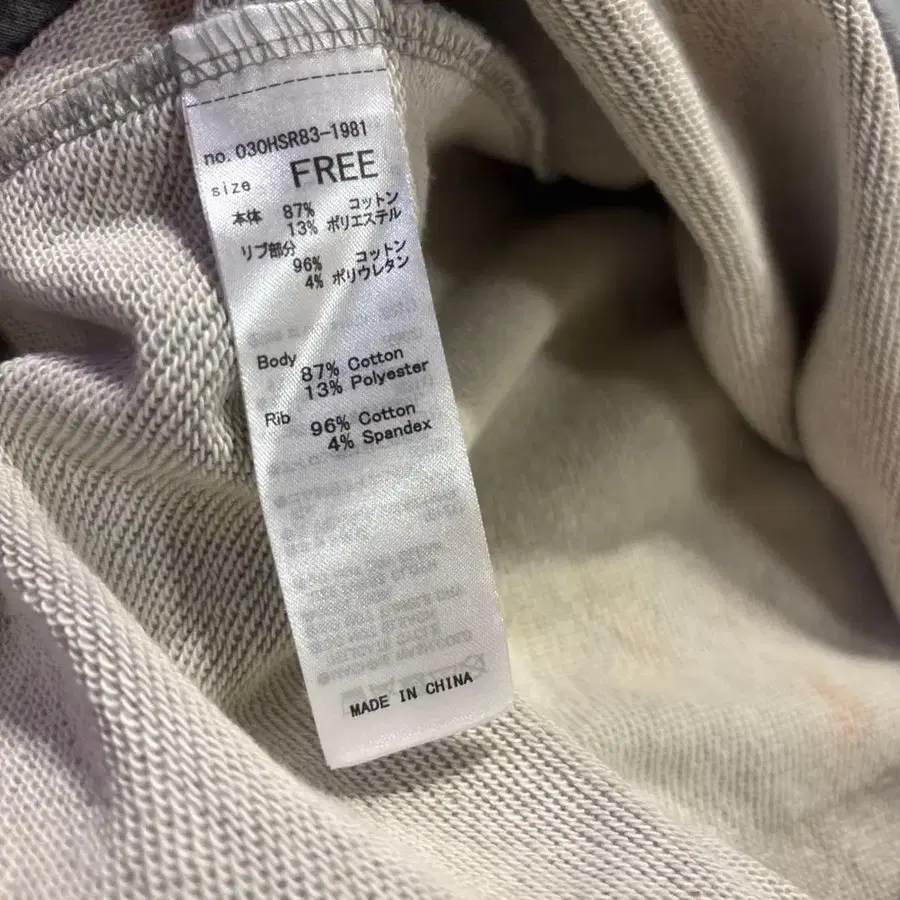 no. 030HSR83-1981
size FREE
本体 87% コットン
13% ポリエステル
リブ部分
96% コットン
4% ポリウレタン
Body
87% Cotton
13% Polyester
Rib
96% Cotton
4% Spandex
MADE IN CHINA